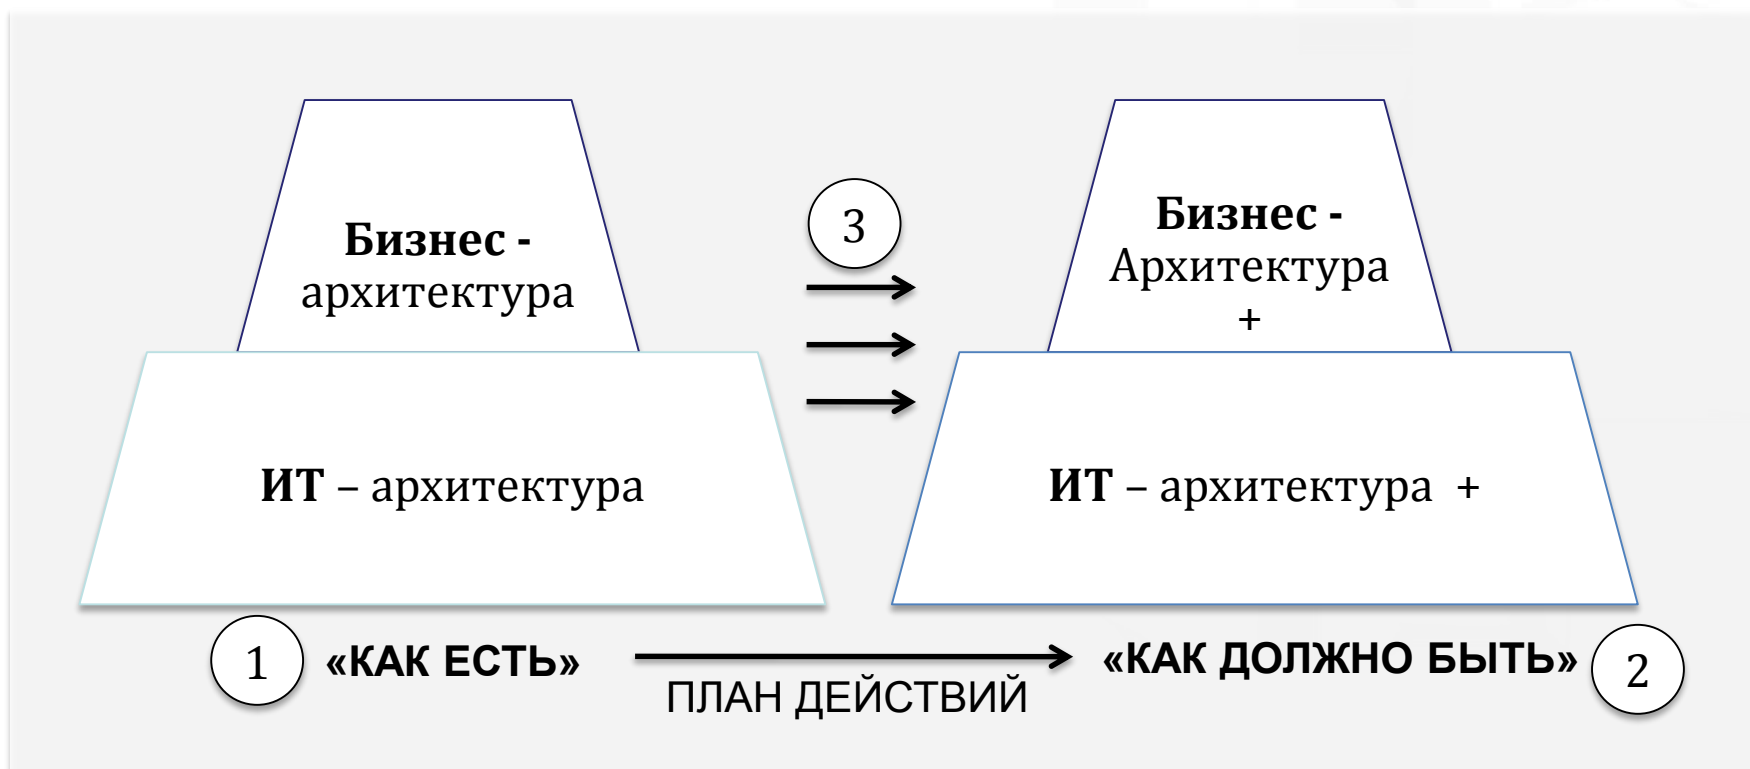 Бизнес -
архитектура
ИТ – архитектура
3
Бизнес -
Архитектура
+
ИТ – архитектура +
1
«КАК ЕСТЬ»
ПЛАН ДЕЙСТВИЙ
«КАК ДОЛЖНО БЫТЬ»
2